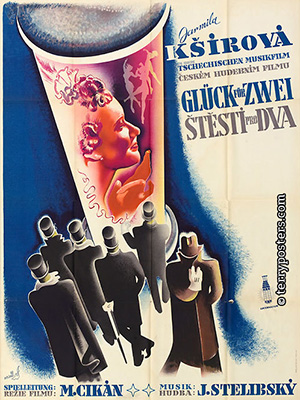 Jarmila
KŠÍROVÁ
TSCHECHISCHEN MUSIKFILM
ČESKÉM HUDEBNÍM FILMU
GLÜCK FÜR ZWEI
ŠTĚSTÍ PRO DVA
© terryposters.com
SPIELLEITUNG:
REŽIE FILMU:
M.CIKÁN
MUSIK:
HUDBA:
J.STELIBSKÝ